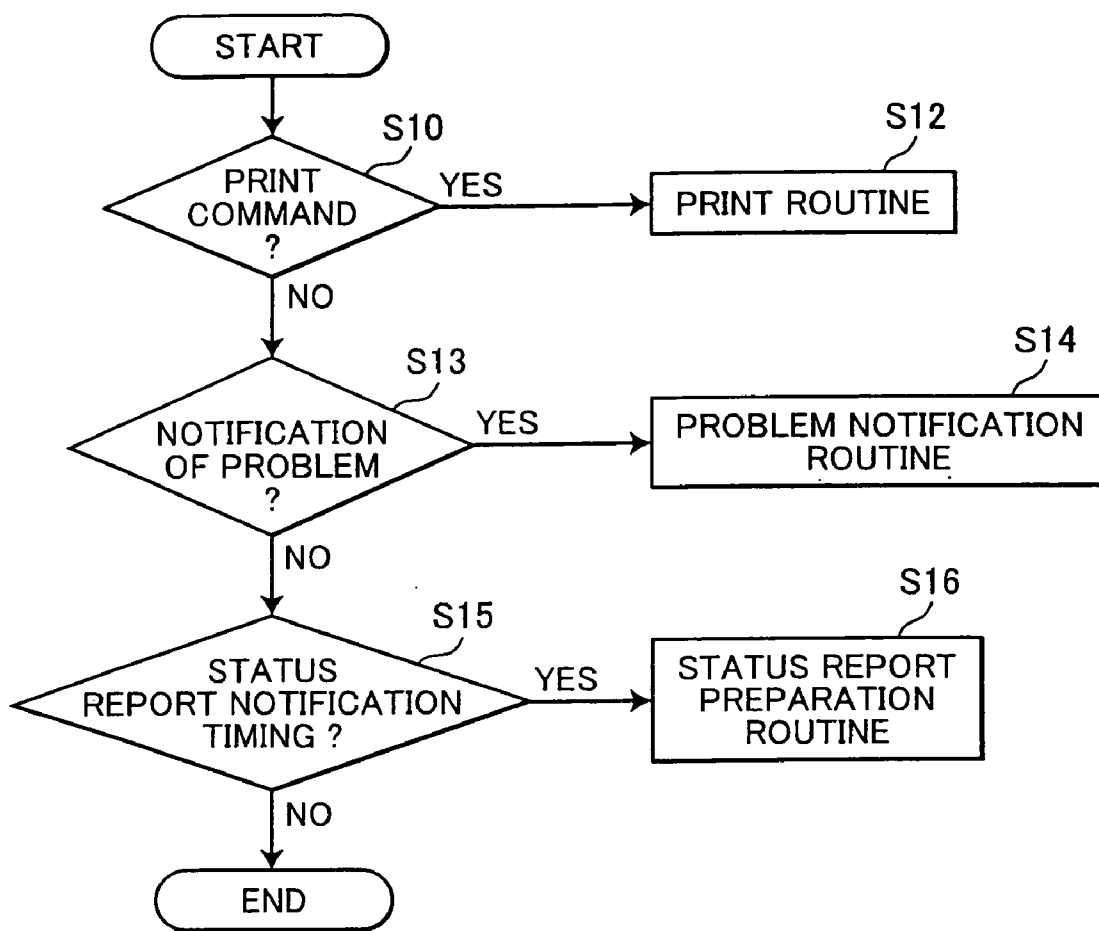 START
S10
PRINT
COMMAND
?
YES
S12
PRINT ROUTINE
NO
S13
NOTIFICATION
OF PROBLEM
?
YES
S14
PROBLEM NOTIFICATION
ROUTINE
NO
S15
STATUS
REPORT NOTIFICATION
TIMING ?
YES
S16
STATUS REPORT
PREPARATION
ROUTINE
NO
END